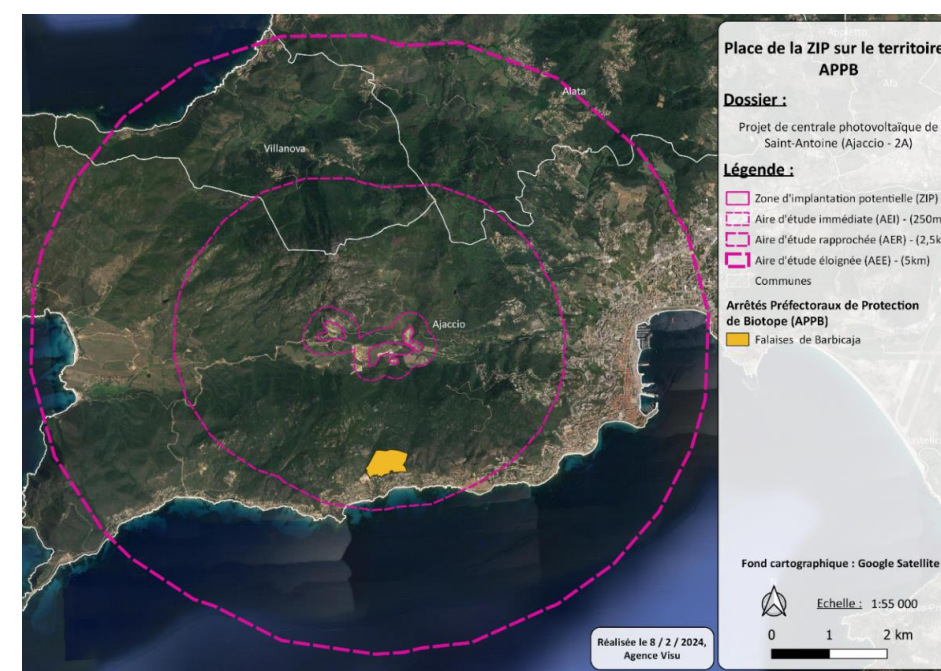 Place de la ZIP sur le territoire
APPB
Dossier :
Projet de centrale photovoltaïque de
Saint-Antoine (Ajaccio - 2A)
Légende :
Zone d'implantation potentielle (ZIP)
Aire d'étude immédiate (AEI) - (250m
Aire d'étude rapprochée (AER) - (2,5k
Aire d'étude éloignée (AEE) - (5km)
Communes
Arrêtés Préfectoraux de Protection
de Biotope (APPB)
Falaises de Barbicaja
Alata
Villanova
Ajaccio
Fond cartographique : Google Satellite
Echelle : 1:55 000
0 1 2 km
Réalisée le 8 / 2 / 2024,
Agence Visu